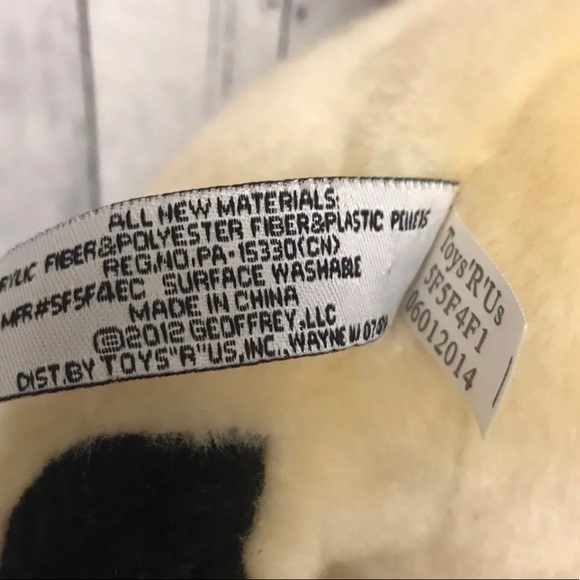 ALL NEW MATERIALS:
FIBER&POLYESTER FIBER&PLASTIC PELLETS
REG.NO.PA-15330(CN)
MFR#5F5F4EC SURFACE WASHABLE
MADE IN CHINA
©2012 GEOFFREY,LLC
DIST.BY TOYS"R"US,INC.,WAYNE NJ
Toys'R'Us
5F5F4F1
06012014